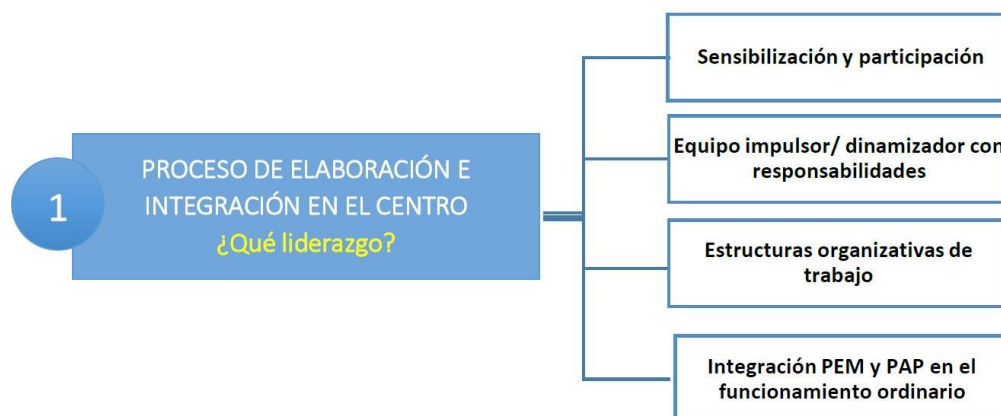 1
PROCESO DE ELABORACIÓN E
INTEGRACIÓN EN EL CENTRO
¿Qué liderazgo?
Sensibilización y participación
Equipo impulsor/ dinamizador con
responsabilidades
Estructuras organizativas de
trabajo
Integración PEM y PAP en el
funcionamiento ordinario